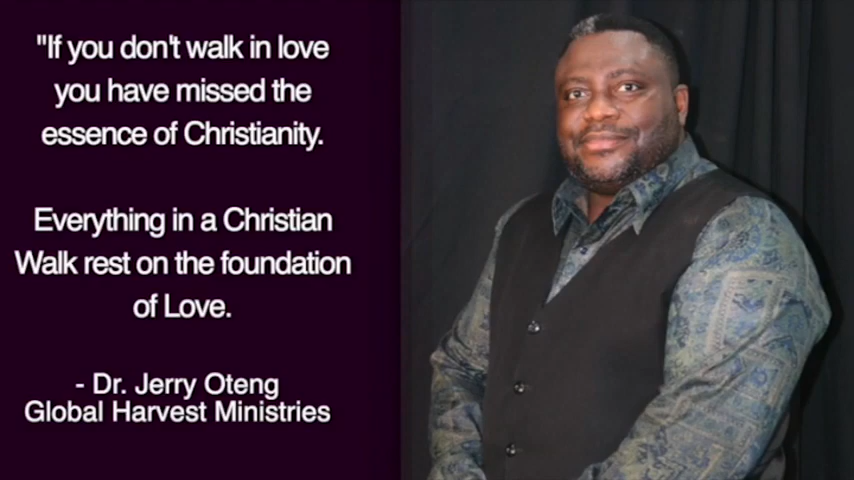 "If you don't walk in love
you have missed the
essence of Christianity.
Everything in a Christian
Walk rest on the foundation
of Love.
- Dr. Jerry Oteng
Global Harvest Ministries